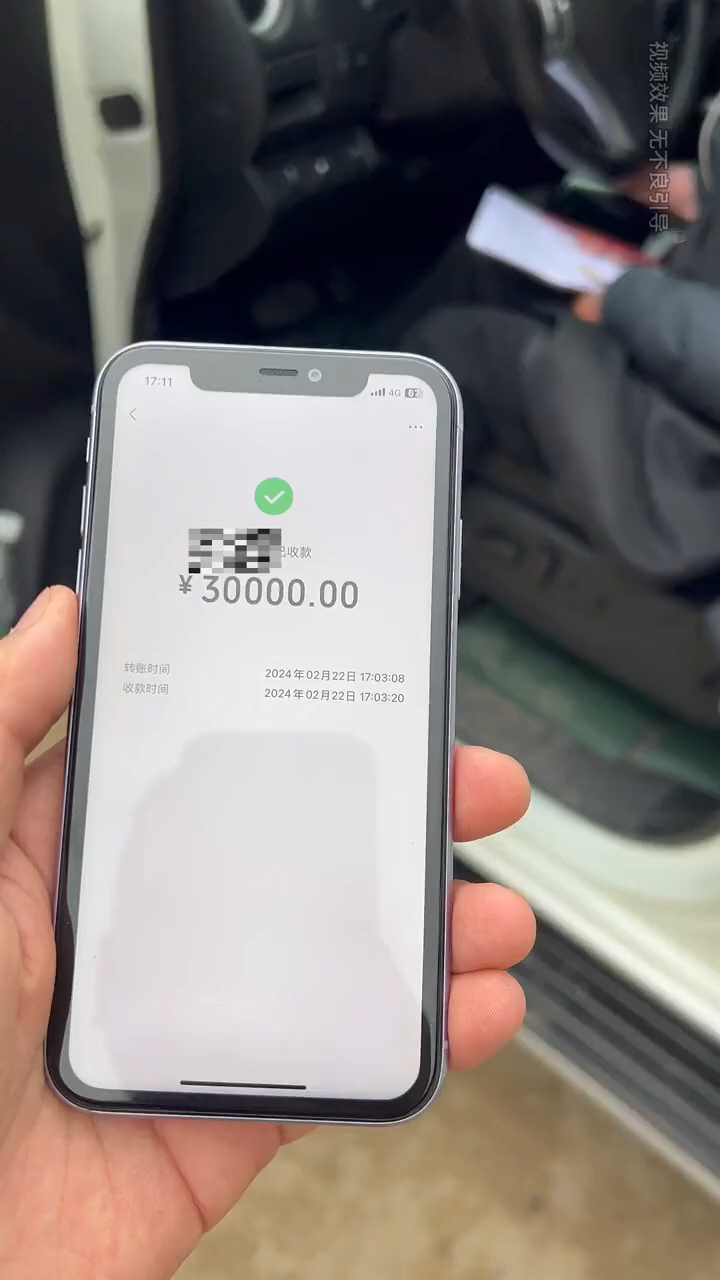 视频效果 无不良引导
17:11
4G 67
已收款
¥30000.00
转账时间 2024年02月22日 17:03:08
收款时间 2024年02月22日 17:03:20